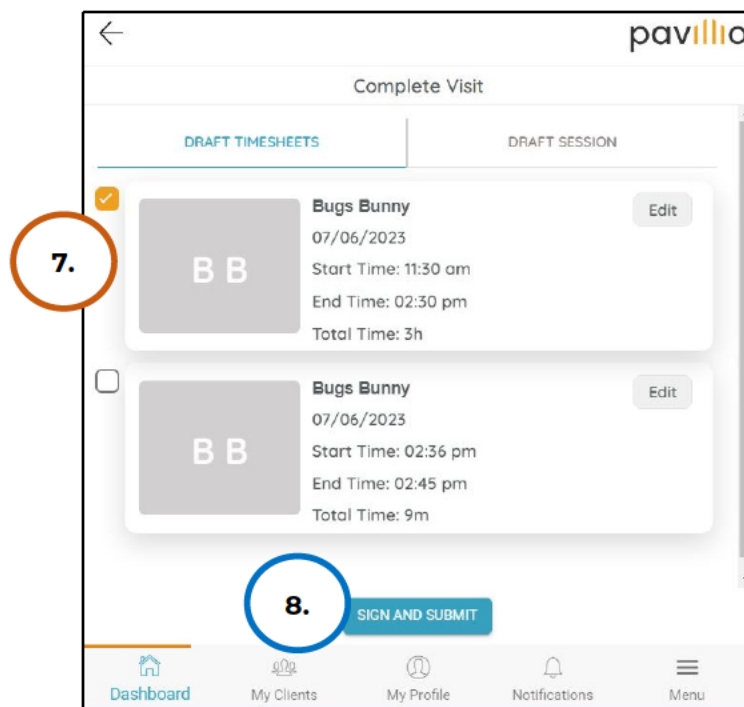 pavillio
Complete Visit
DRAFT TIMESHEETS
DRAFT SESSION
7.
B B
Bugs Bunny
Edit
07/06/2023
Start Time: 11:30 am
End Time: 02:30 pm
Total Time: 3h
B B
Bugs Bunny
Edit
07/06/2023
Start Time: 02:36 pm
End Time: 02:45 pm
Total Time: 9m
8.
SIGN AND SUBMIT
Dashboard
My Clients
My Profile
Notifications
Menu